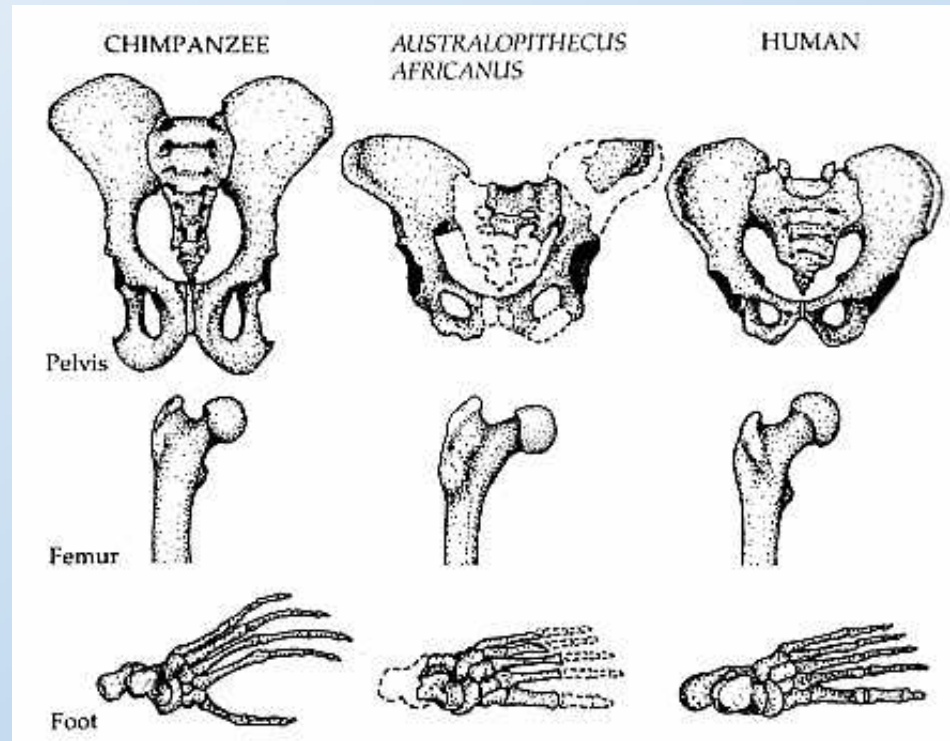 CHIMPANZEE
AUSTRALOPITHECUS
AFRICANUS
HUMAN
Pelvis
Femur
Foot